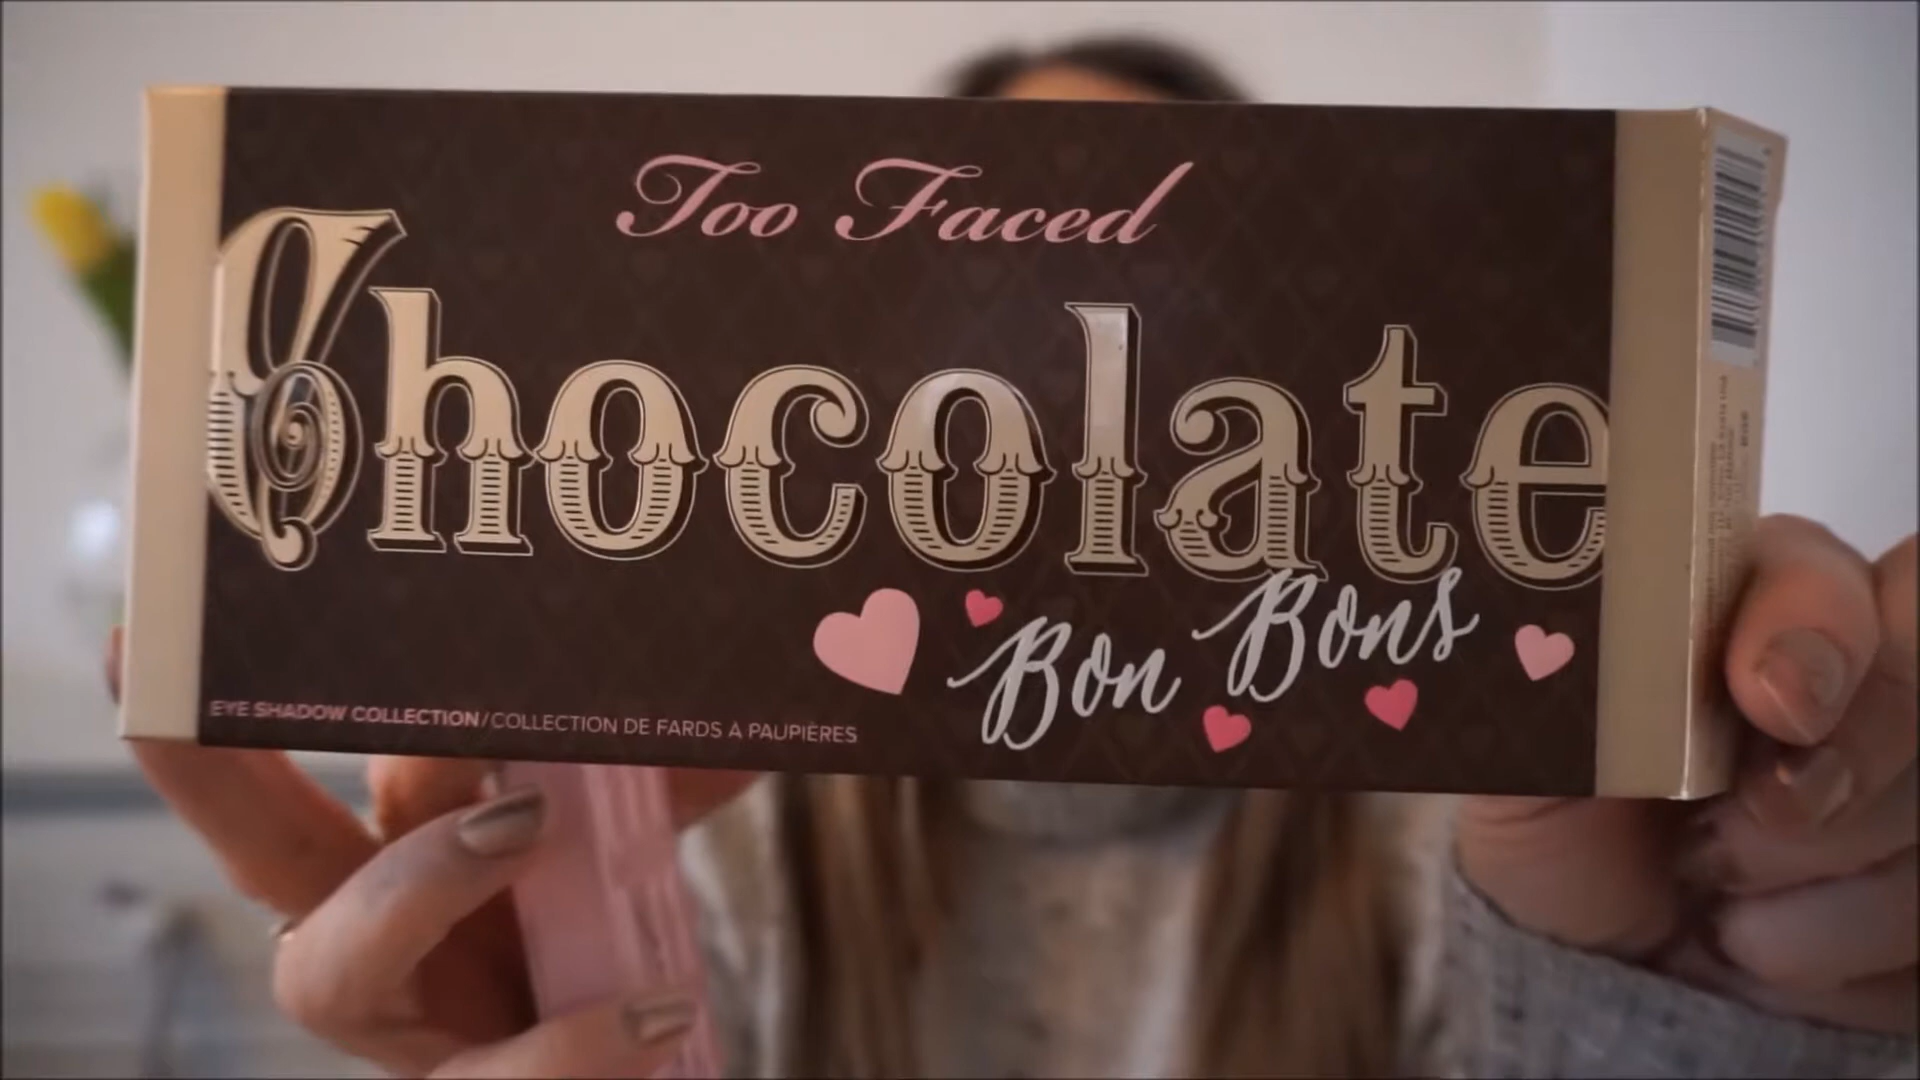 Too Faced
Chocolate
Bon Bons
EYE SHADOW COLLECTION/COLLECTION DE FARDS À PAUPIÈRES